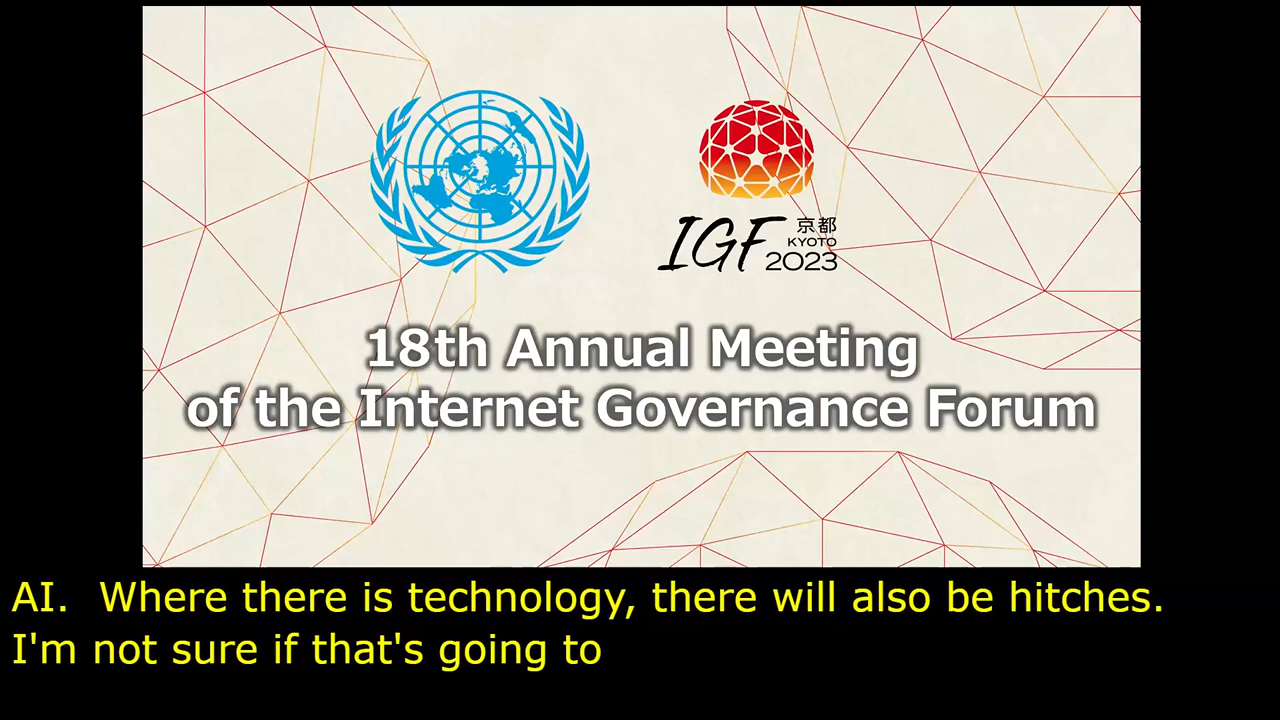 IGF 京都
KYOTO
2023
18th Annual Meeting
of the Internet Governance Forum
AI.  Where there is technology, there will also be hitches.
I'm not sure if that's going to